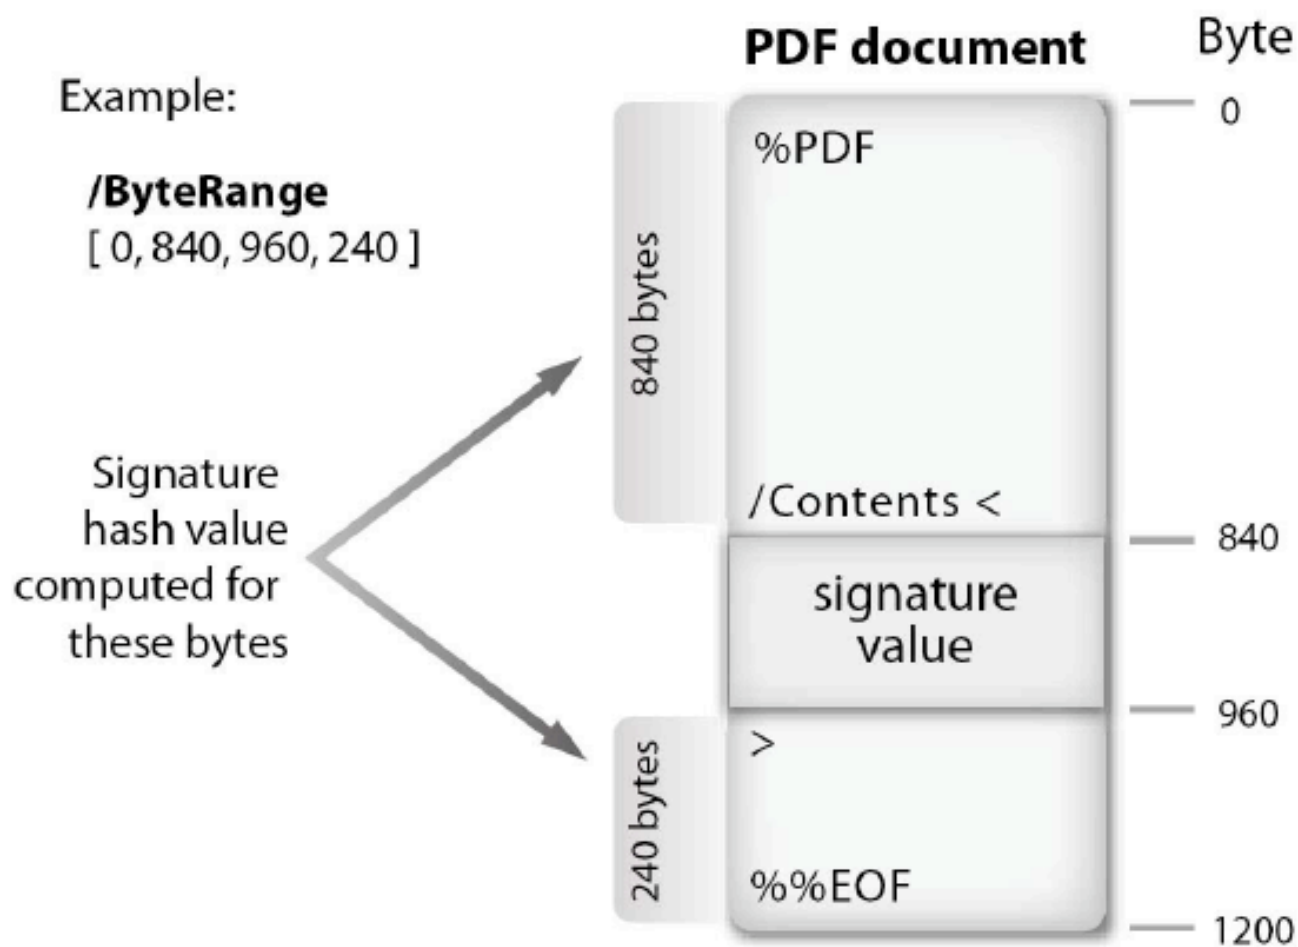 PDF document
Byte
Example:
/ByteRange
[ 0, 840, 960, 240 ]
0
%PDF
840 bytes
Signature
hash value
computed for
these bytes
/Contents <
840
signature
value
960
>
240 bytes
%%EOF
1200